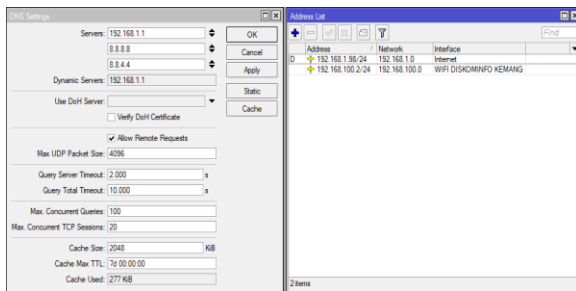 DNS Settings
Servers: 192.168.1.1
8.8.8.8
8.8.4.4
Dynamic Servers: 192.168.1.1
Use DoH Server:
Verify DoH Certificate
Allow Remote Requests
Max UDP Packet Size: 4096
Query Server Timeout: 2.000 s
Query Total Timeout: 10.000 s
Max. Concurrent Queries: 100
Max. Concurrent TCP Sessions: 20
Cache Size: 2048 KiB
Cache Max TTL: 7d 00:00:00
Cache Used: 277 KiB
OK
Cancel
Apply
Static
Cache
Address List
Find
Address Network Interface
D 192.168.1.98/24 192.168.1.0 Internet
192.168.100.2/24 192.168.100.0 WIFI DISKOMINFO KEMANG
2 items